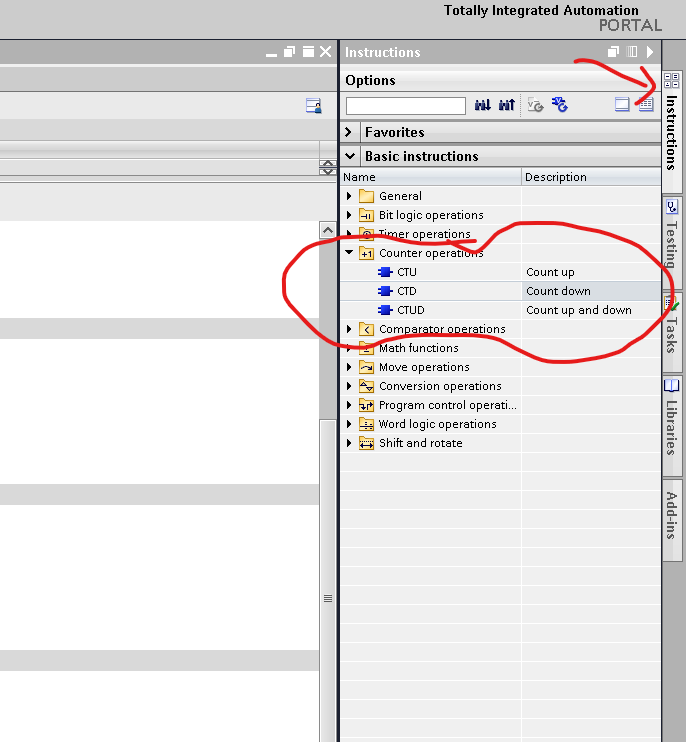 Totally Integrated Automation
PORTAL
Instructions
Options
Favorites
Basic instructions
Name Description
General
Bit logic operations
Timer operations
Counter operations
CTU Count up
CTD Count down
CTUD Count up and down
Comparator operations
Math functions
Move operations
Conversion operations
Program control operati...
Word logic operations
Shift and rotate
Instructions
Testing
Tasks
Libraries
Add-ins